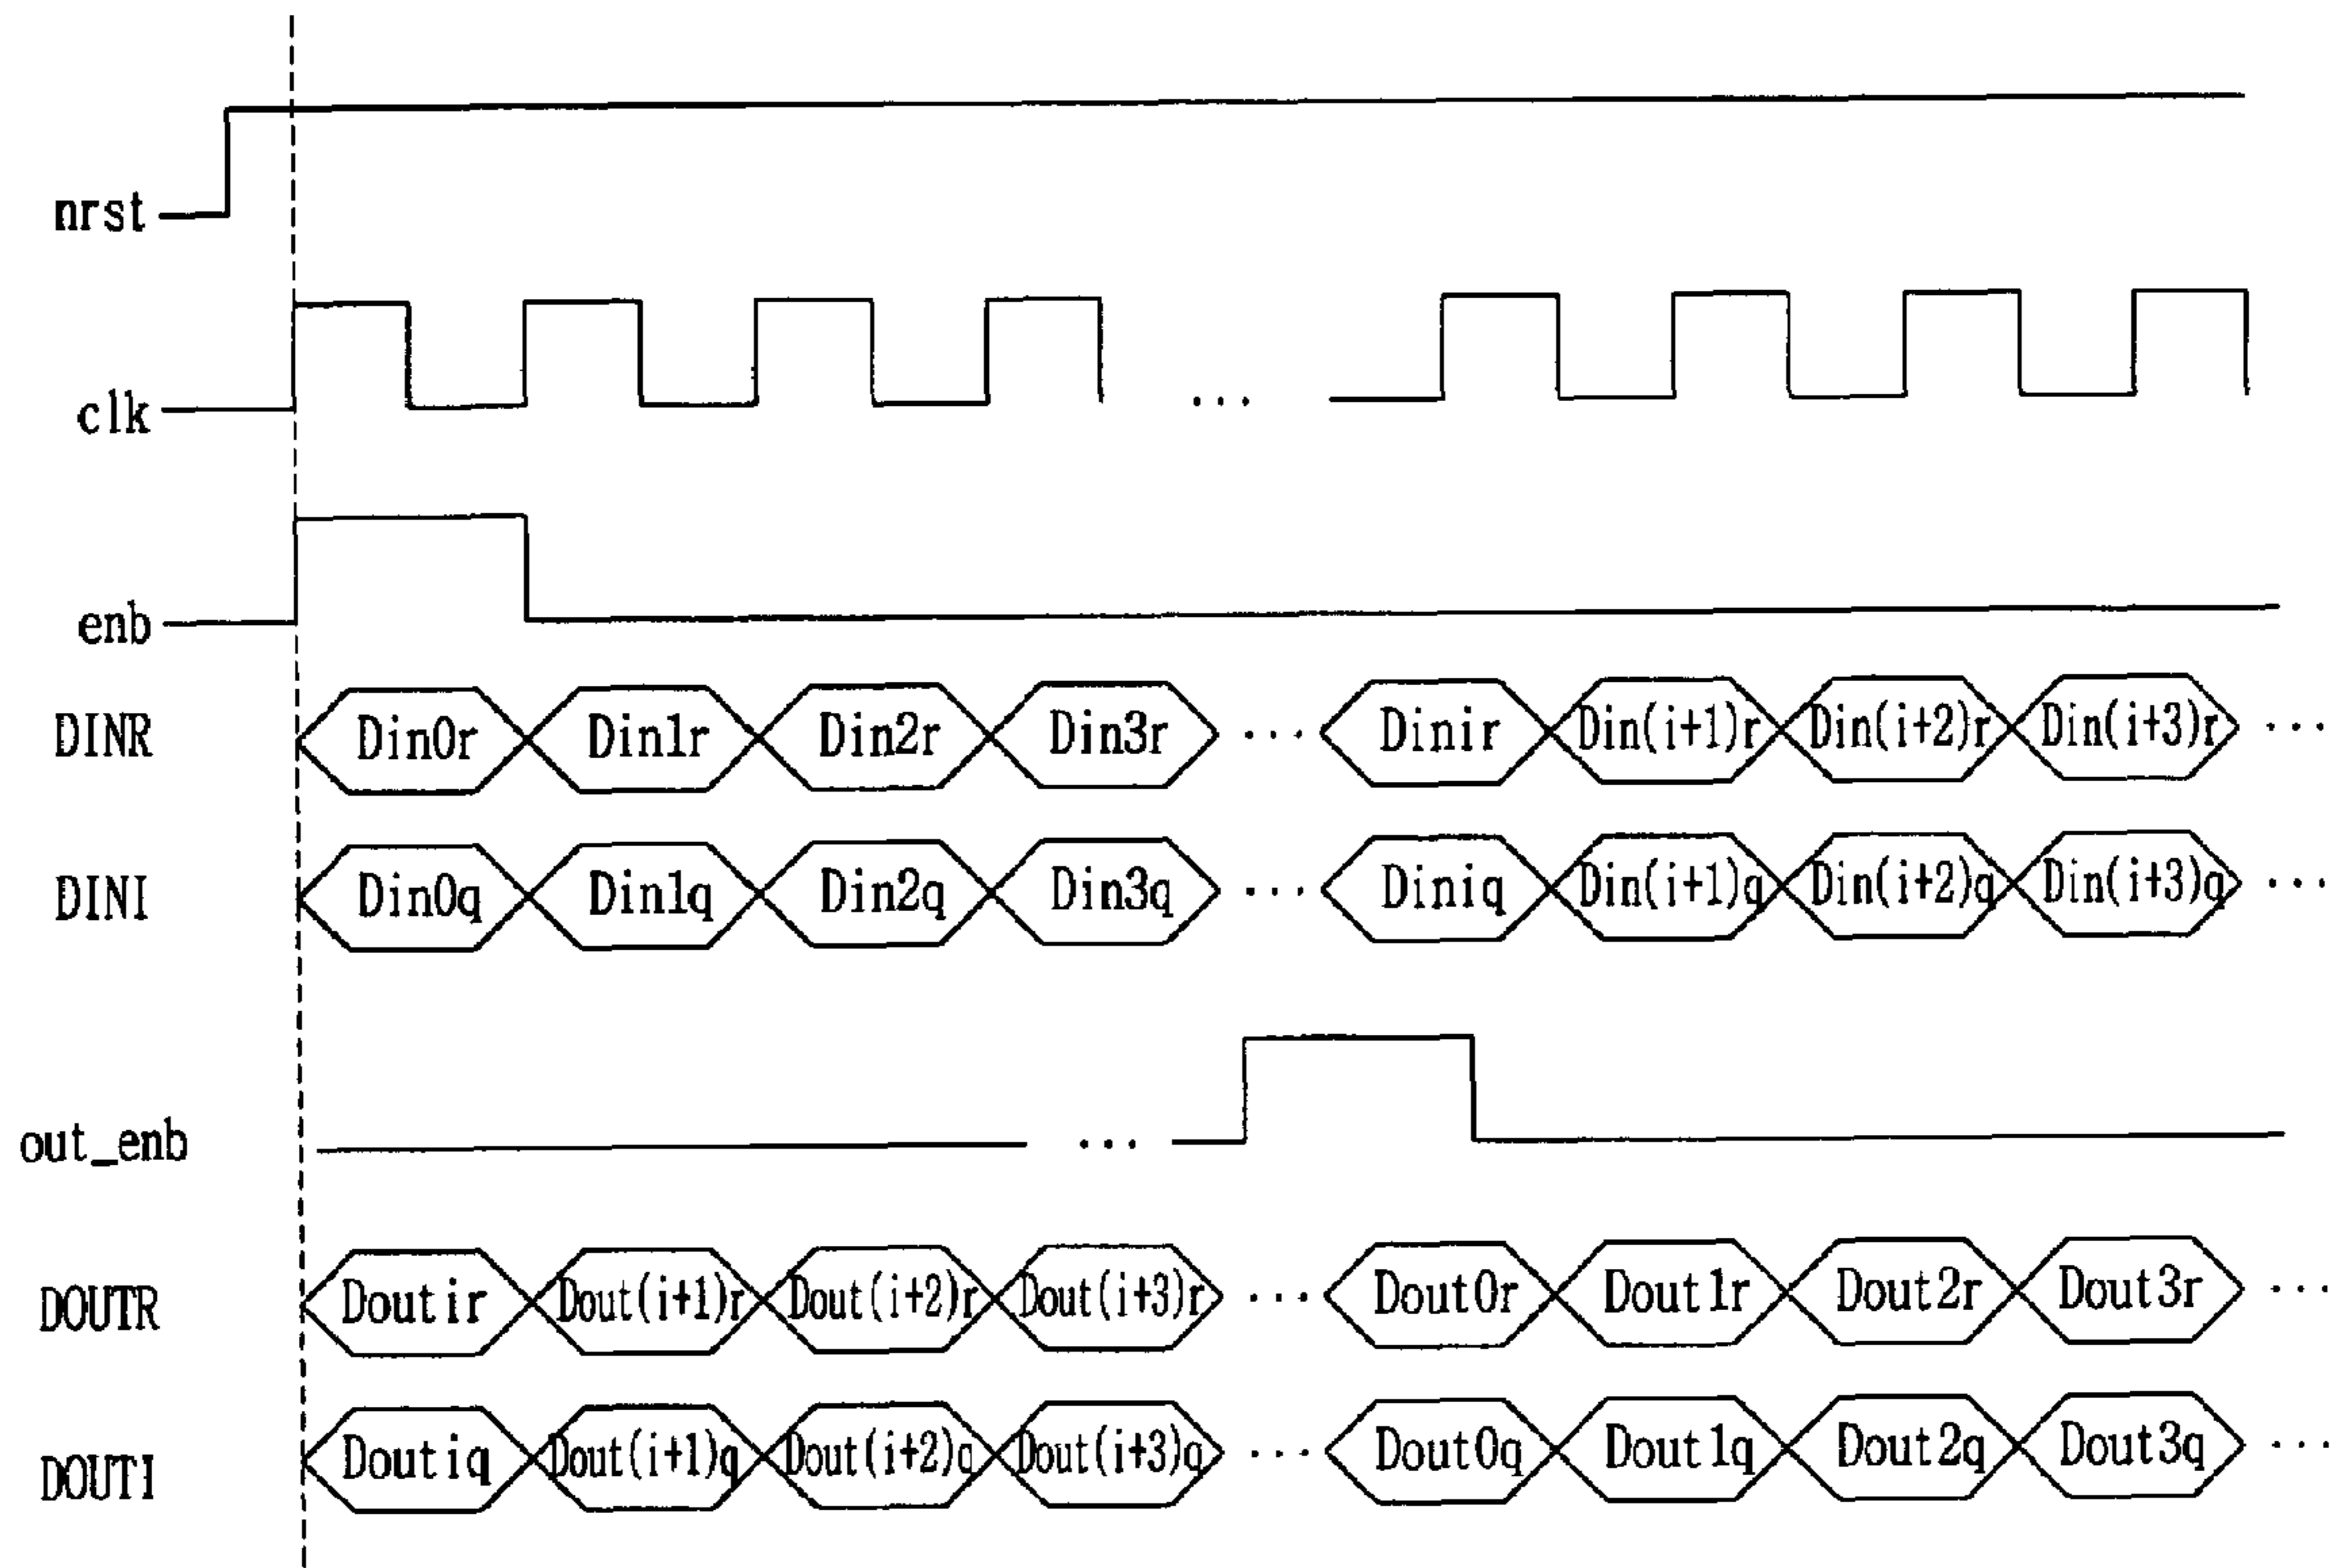 nrst
clk ...
enb
DINR Din0r Din1r Din2r Din3r ... Dinir Din(i+1)r Din(i+2)r Din(i+3)r ...
DINI Din0q Din1q Din2q Din3q ... Diniq Din(i+1)q Din(i+2)q Din(i+3)q ...
out_enb ...
DOUTR Doutir Dout(i+1)r Dout(i+2)r Dout(i+3)r ... Dout0r Dout1r Dout2r Dout3r ...
DOUTI Doutiq Dout(i+1)q Dout(i+2)q Dout(i+3)q ... Dout0q Dout1q Dout2q Dout3q ...